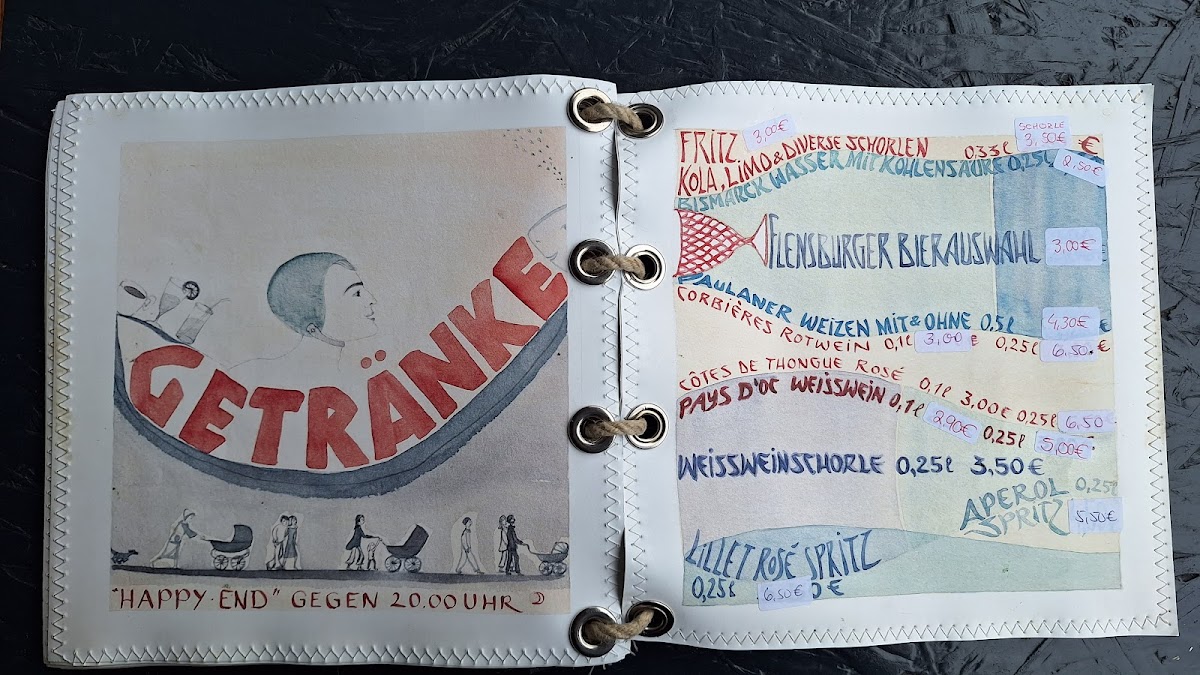 GETRÄNKE
"HAPPY·END" GEGEN 20.00 UHR
FRITZ 3,00€
KOLA, LIMO & DIVERSE SCHORLEN 0,33l SCHORLE 3,50€ €
BISMARCK WASSER MIT KOHLENSÄURE 0,25l 2,50€
FLENSBURGER BIERAUSWAHL 3,00€
PAULANER WEIZEN MIT & OHNE 0,5l 4,30€ €
CORBIÈRES ROTWEIN 0,1l 3,00 € 0,25l 6,50.€
CÔTES DE THONGUE ROSÉ 0,1l 3,00€ 0,25l 6,50
PAYS D'OC WEISSWEIN 0,1l 2,90€ 0,25l 5,00€
WEISSWEINSCHORLE 0,25l 3,50€
APEROL SPRITZ 0,25l
5,50€
LILLET ROSÉ SPRITZ
0,25l 6,50€ 0€